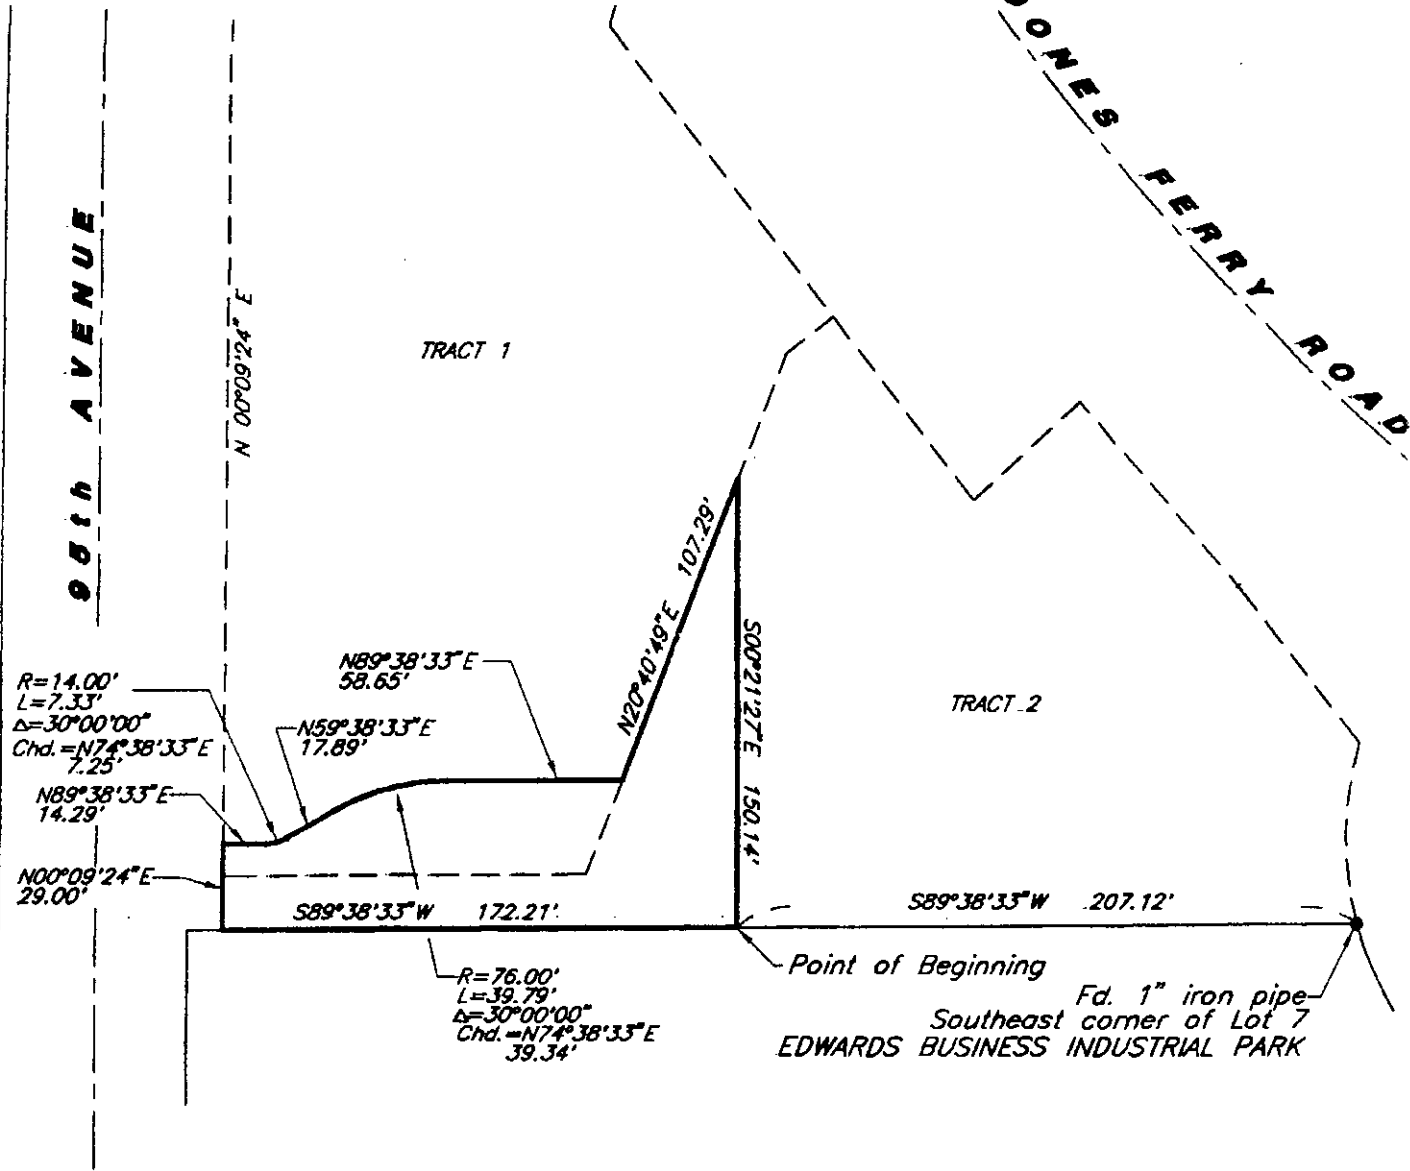 OONES FERRY ROAD
95th AVENUE
N 00°09'24" E
TRACT 1
N20°40'49"E 107.29'
S00°21'27"E 150.14'
TRACT 2
N89°38'33"E
58.65'
R=14.00'
L=7.33'
Δ=30°00'00"
Chd.=N74°38'33"E
7.25'
N59°38'33"E
17.89'
N89°38'33"E
14.29'
N00°09'24"E
29.00'
S89°38'33"W 172.21'
S89°38'33"W 207.12'
R=76.00'
L=39.79'
Δ=30°00'00"
Chd.=N74°38'33"E
39.34'
Point of Beginning
Fd. 1" iron pipe
Southeast corner of Lot 7
EDWARDS BUSINESS INDUSTRIAL PARK